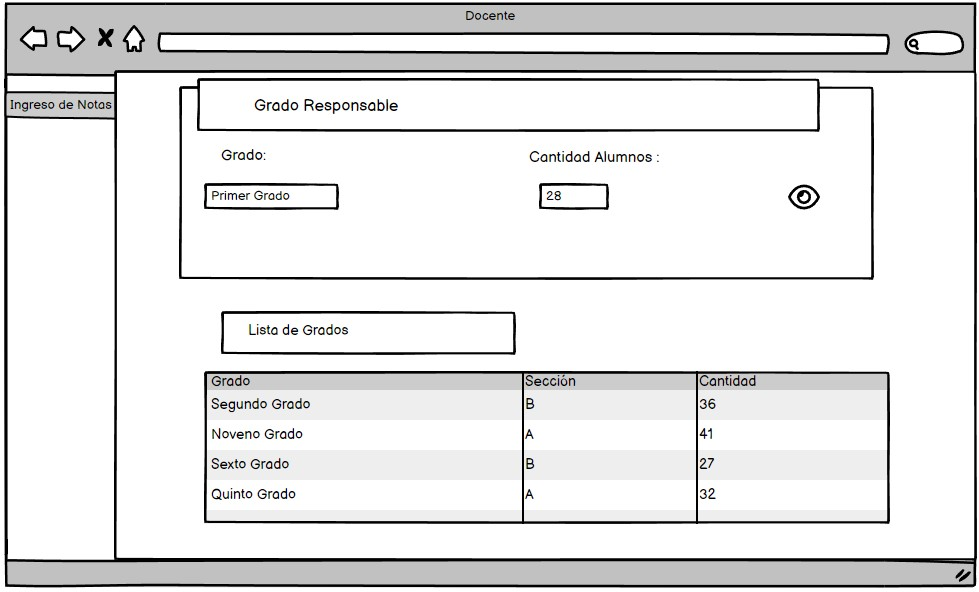 Docente
Ingreso de Notas
Grado Responsable
Grado: Cantidad Alumnos :
Primer Grado 28
Lista de Grados
Grado Sección Cantidad
Segundo Grado B 36
Noveno Grado A 41
Sexto Grado B 27
Quinto Grado A 32